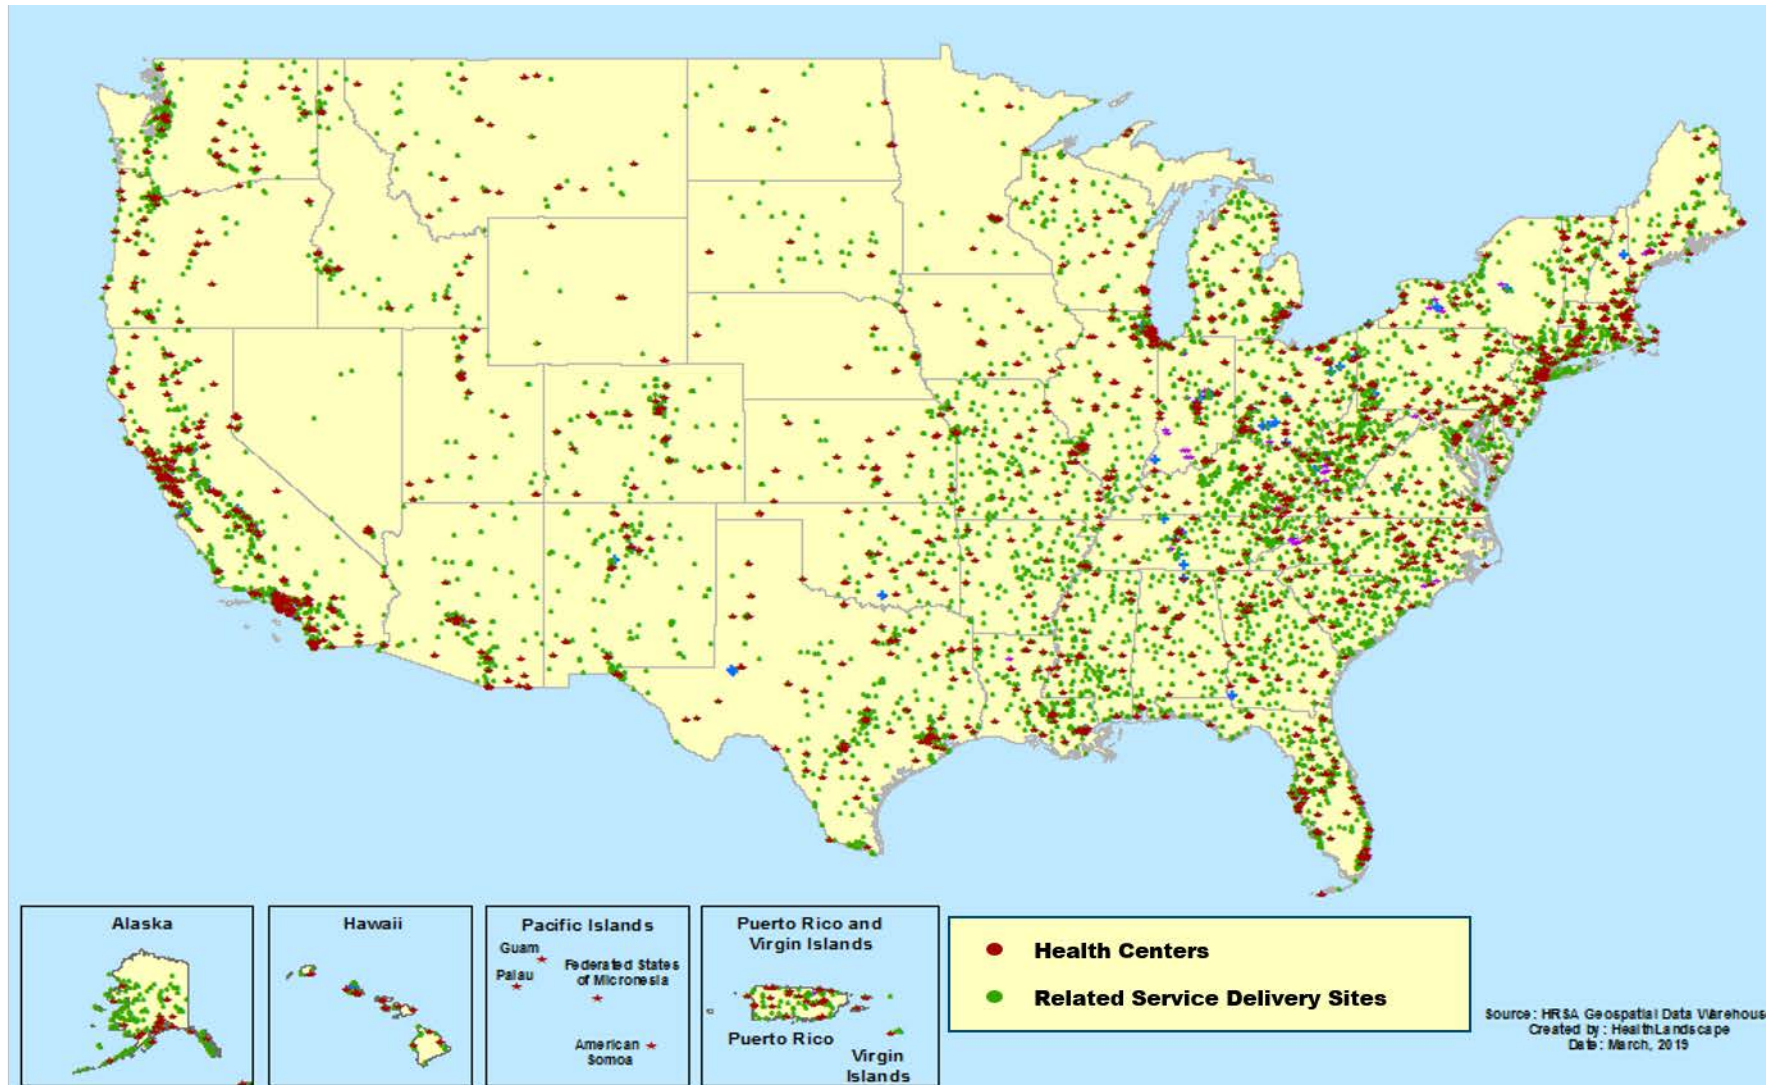 Alaska
Hawaii
Pacific Islands
Guam
Palau
Federated States
of Micronesia
American
Somoa
Puerto Rico and
Virgin Islands
Puerto Rico
Virgin
Islands
Health Centers
Related Service Delivery Sites
Source: HRSA Geospatial Data Warehous
Created by: HealthLandscape
Date: March, 2019